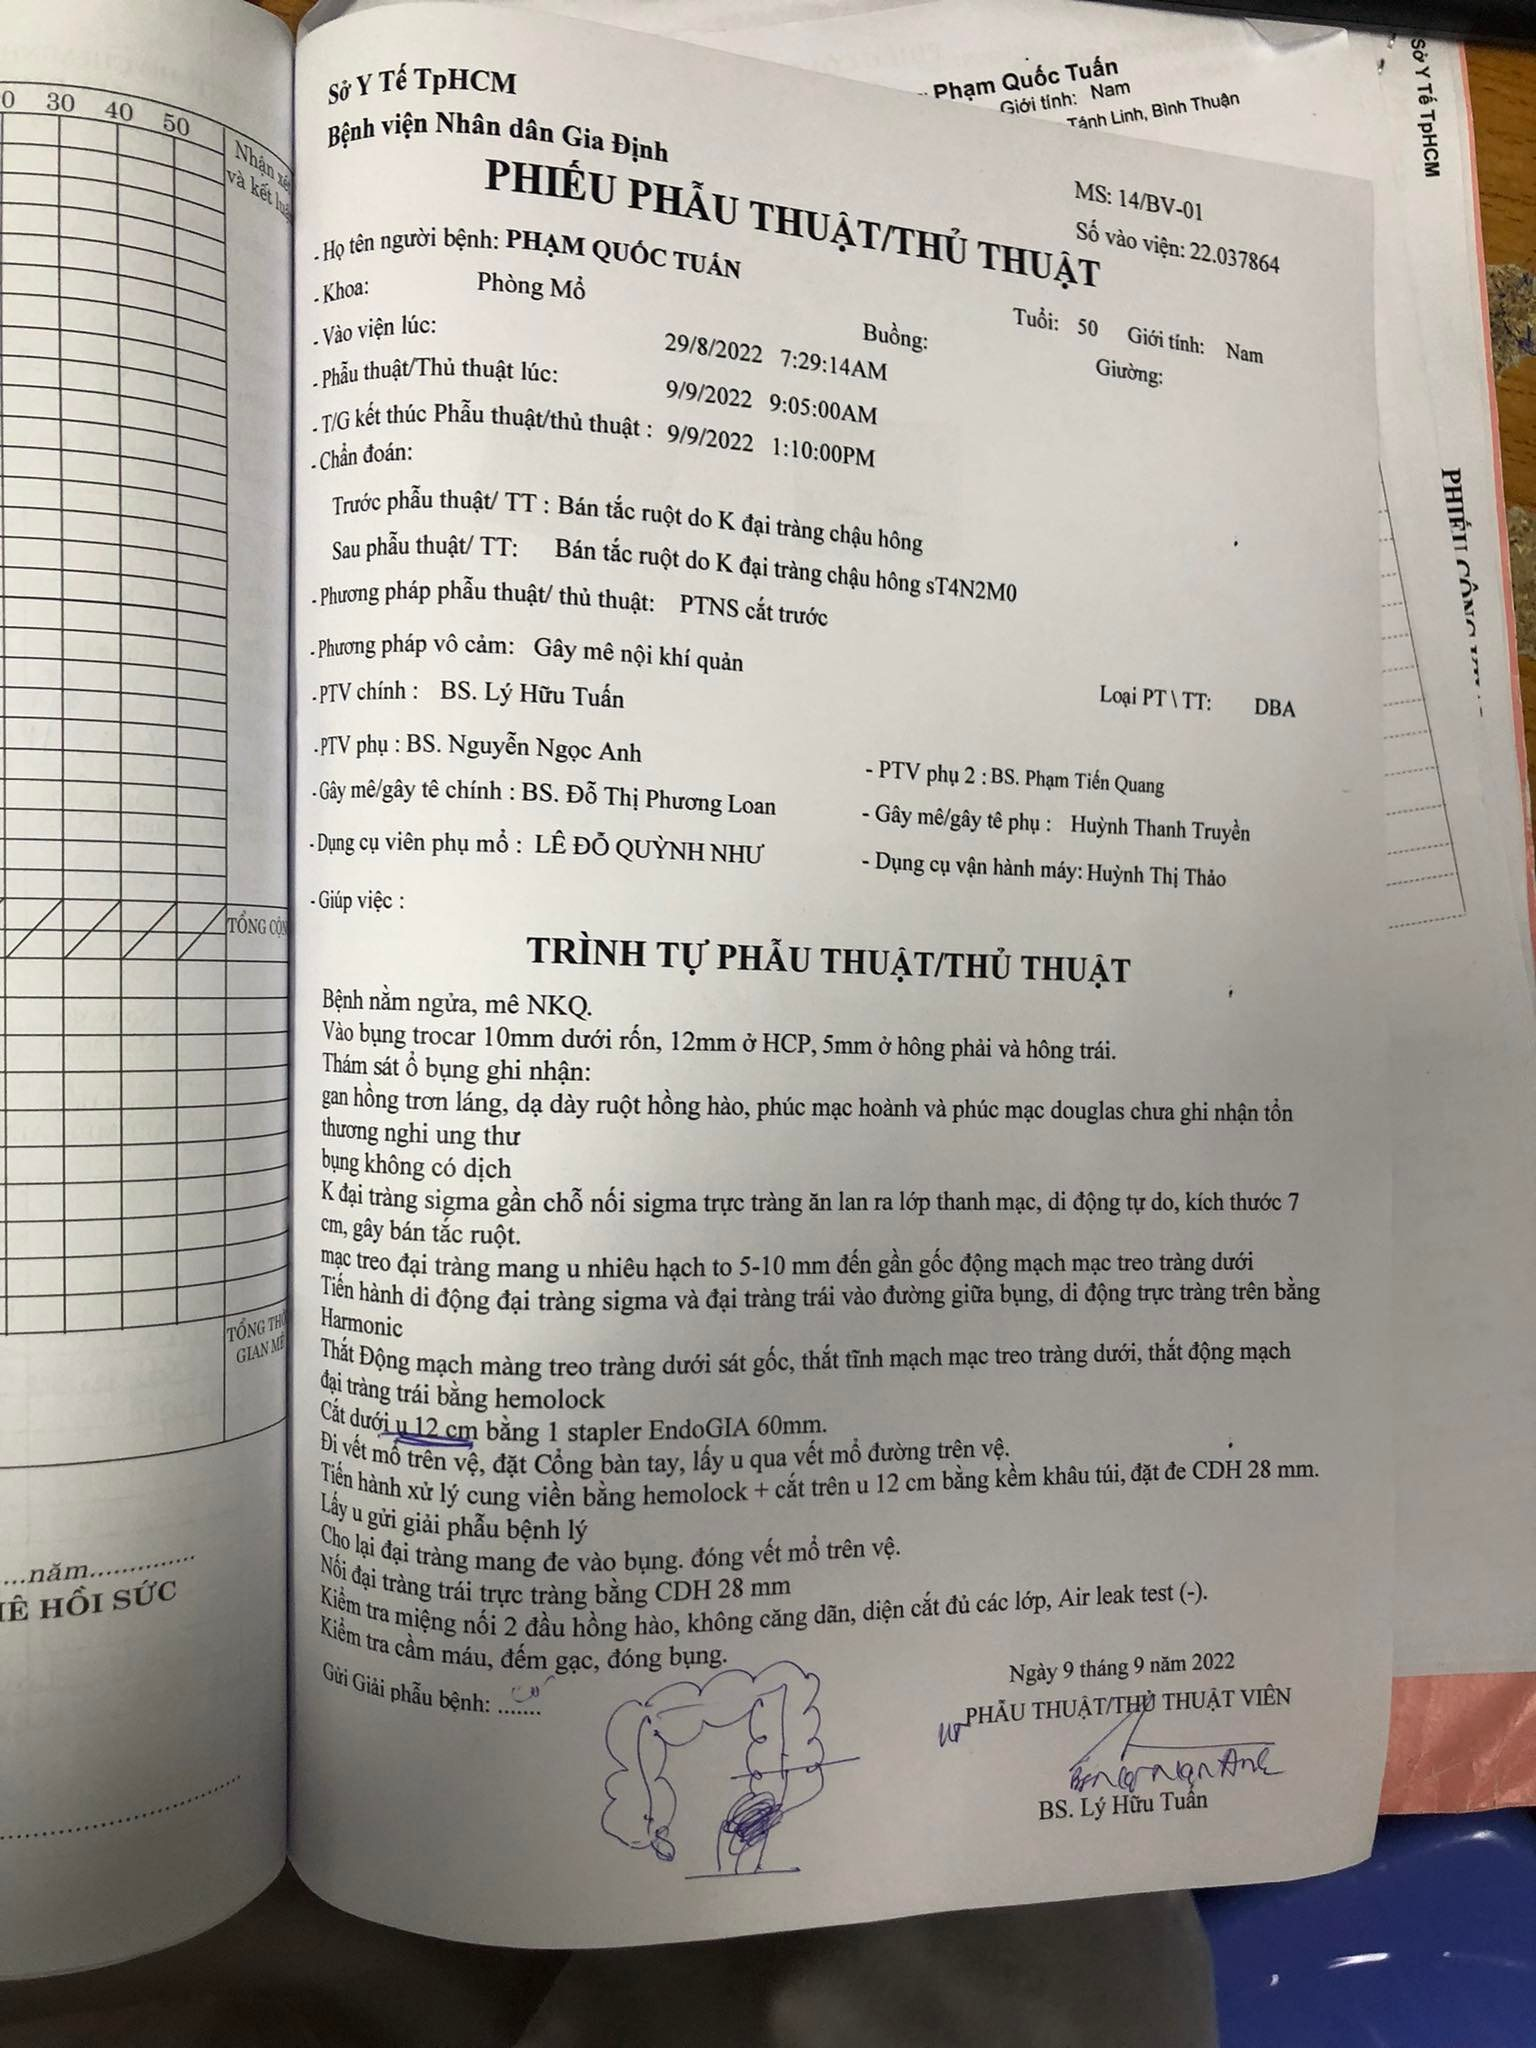 0 30 40 50
Nhận xét
và kết luận
TỔNG CỘNG
TỔNG THỜI
GIAN MÊ
....năm.............
MÊ HỒI SỨC
Phạm Quốc Tuấn
Giới tính: Nam
Tánh Linh, Bình Thuận
Sở Y Tế TpHCM
Sở Y Tế TpHCM
Bệnh viện Nhân dân Gia Định
MS: 14/BV-01
PHIẾU PHẪU THUẬT/THỦ THUẬT
Số vào viện: 22.037864
- Họ tên người bệnh: PHẠM QUỐC TUẤN
Tuổi: 50 Giới tính: Nam
- Khoa: Phòng Mổ Buồng: Giường:
- Vào viện lúc: 29/8/2022 7:29:14AM
- Phẫu thuật/Thủ thuật lúc: 9/9/2022 9:05:00AM
- T/G kết thúc Phẫu thuật/thủ thuật : 9/9/2022 1:10:00PM
- Chẩn đoán:
Trước phẫu thuật/ TT : Bán tắc ruột do K đại tràng chậu hông
Sau phẫu thuật/ TT: Bán tắc ruột do K đại tràng chậu hông sT4N2M0
- Phương pháp phẫu thuật/ thủ thuật: PTNS cắt trước
- Phương pháp vô cảm: Gây mê nội khí quản
Loại PT \ TT: DBA
- PTV chính : BS. Lý Hữu Tuấn
- PTV phụ : BS. Nguyễn Ngọc Anh - PTV phụ 2 : BS. Phạm Tiến Quang
- Gây mê/gây tê chính : BS. Đỗ Thị Phương Loan - Gây mê/gây tê phụ : Huỳnh Thanh Truyền
- Dụng cụ viên phụ mổ : LÊ ĐỖ QUỲNH NHƯ - Dụng cụ vận hành máy: Huỳnh Thị Thảo
- Giúp việc :
TRÌNH TỰ PHẪU THUẬT/THỦ THUẬT
Bệnh nằm ngửa, mê NKQ.
Vào bụng trocar 10mm dưới rốn, 12mm ở HCP, 5mm ở hông phải và hông trái.
Thám sát ổ bụng ghi nhận:
gan hồng trơn láng, dạ dày ruột hồng hào, phúc mạc hoành và phúc mạc douglas chưa ghi nhận tổn
thương nghi ung thư
bụng không có dịch
K đại tràng sigma gần chỗ nối sigma trực tràng ăn lan ra lớp thanh mạc, di động tự do, kích thước 7
cm, gây bán tắc ruột.
mạc treo đại tràng mang u nhiêu hạch to 5-10 mm đến gần gốc động mạch mạc treo tràng dưới
Tiến hành di động đại tràng sigma và đại tràng trái vào đường giữa bụng, di động trực tràng trên bằng
Harmonic
Thắt Động mạch màng treo tràng dưới sát gốc, thắt tĩnh mạch mạc treo tràng dưới, thắt động mạch
đại tràng trái bằng hemolock
Cắt dưới u 12 cm bằng 1 stapler EndoGIA 60mm.
Đi vết mổ trên vệ, đặt Cổng bàn tay, lấy u qua vết mổ đường trên vệ.
Tiến hành xử lý cung viền bằng hemolock + cắt trên u 12 cm bằng kềm khâu túi, đặt đe CDH 28 mm.
Lấy u gửi giải phẫu bệnh lý
Cho lại đại tràng mang đe vào bụng. đóng vết mổ trên vệ.
Nối đại tràng trái trực tràng bằng CDH 28 mm
Kiểm tra miệng nối 2 đầu hồng hào, không căng dãn, diện cắt đủ các lớp, Air leak test (-).
Kiểm tra cầm máu, đếm gạc, đóng bụng.
Gửi Giải phẫu bệnh: .......
Ngày 9 tháng 9 năm 2022
PHẪU THUẬT/THỦ THUẬT VIÊN
BS. Lý Hữu Tuấn